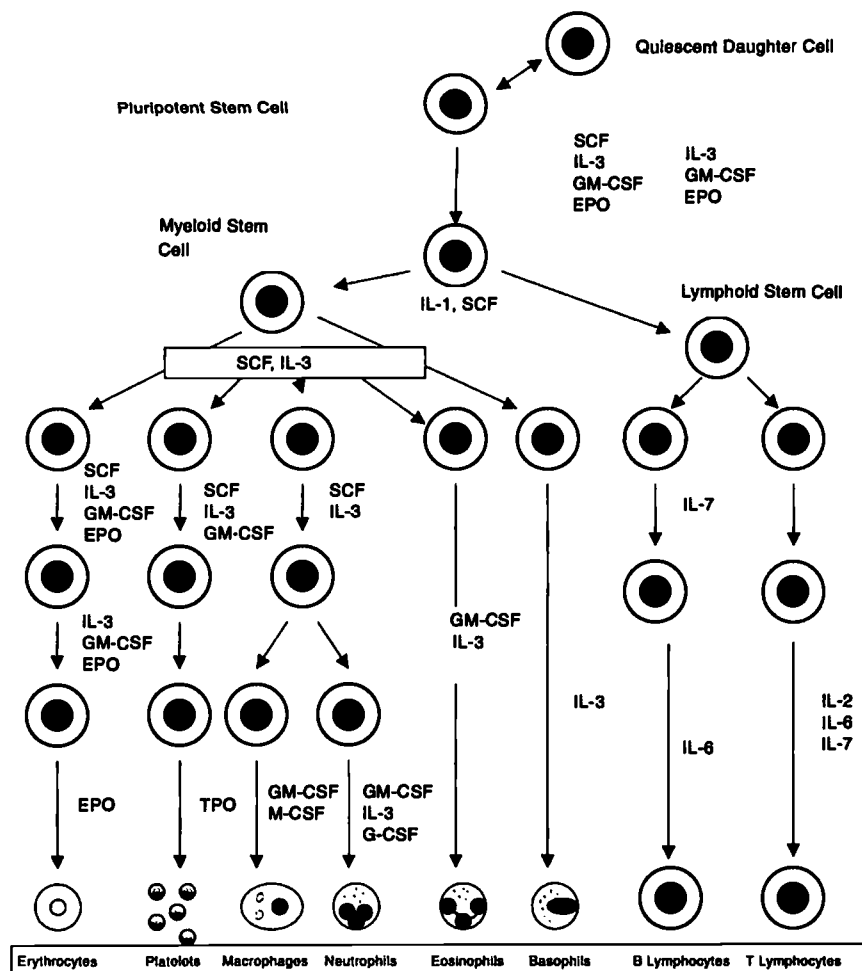 Quiescent Daughter Cell
Pluripotent Stem Cell
SCF
IL-3
GM-CSF
EPO
IL-3
GM-CSF
EPO
Myeloid Stem
Cell
IL-1, SCF
Lymphoid Stem Cell
SCF, IL-3
SCF
IL-3
GM-CSF
EPO
SCF
IL-3
GM-CSF
SCF
IL-3
IL-7
IL-3
GM-CSF
EPO
GM-CSF
IL-3
IL-3
IL-6
IL-2
IL-6
IL-7
EPO
TPO
GM-CSF
M-CSF
GM-CSF
IL-3
G-CSF
Erythrocytes Platelots Macrophages Neutrophils Eosinophils Basophils B Lymphocytes T Lymphocytes